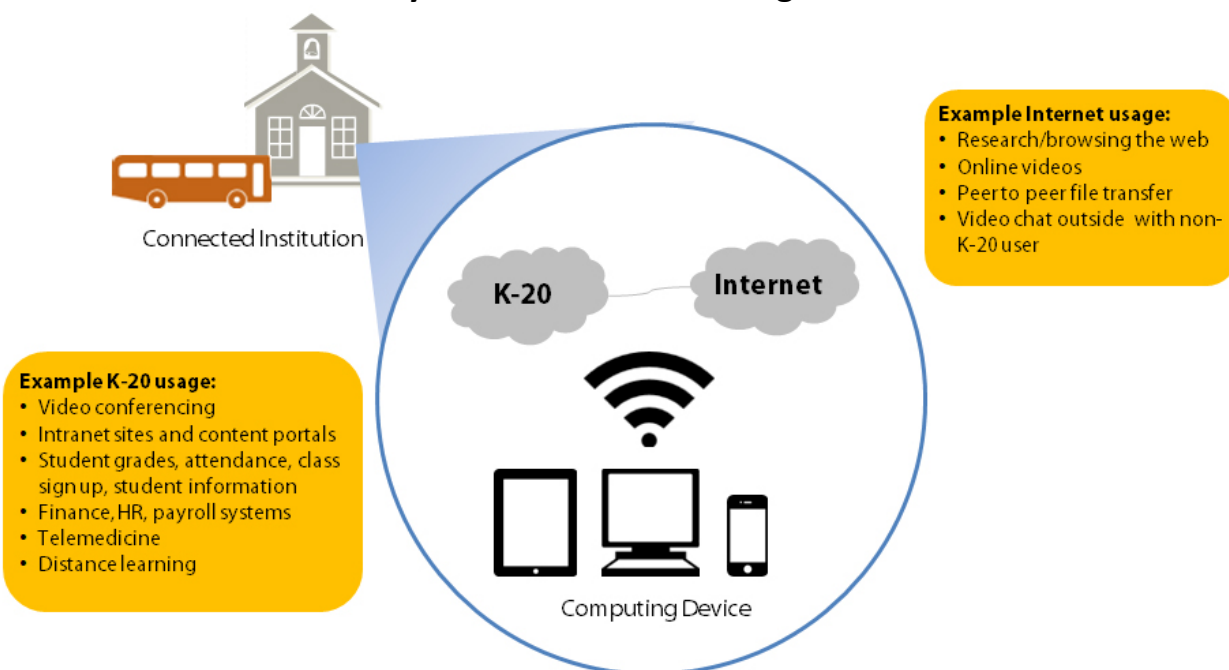 Connected Institution
Example Internet usage:
• Research/browsing the web
• Online videos
• Peer to peer file transfer
• Video chat outside with non-
K-20 user
K-20
Internet
Example K-20 usage:
• Video conferencing
• Intranet sites and content portals
• Student grades, attendance, class
sign up, student information
• Finance, HR, payroll systems
• Telemedicine
• Distance learning
Computing Device